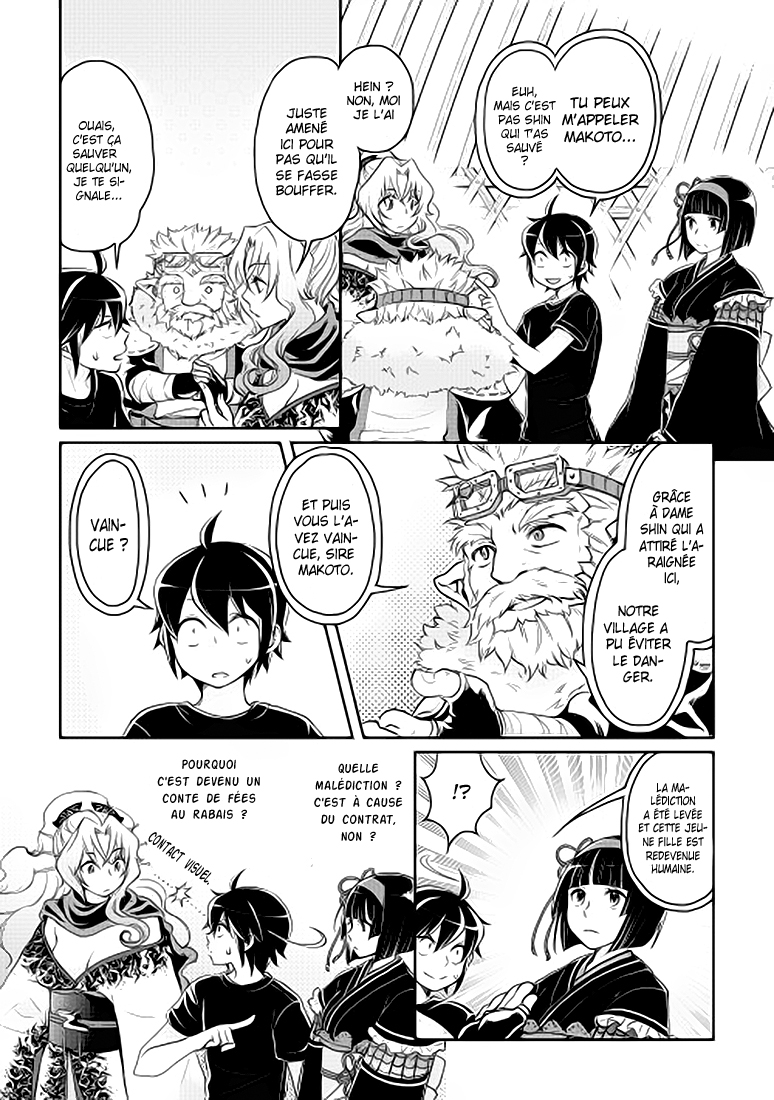 TU PEUX
M'APPELER
MAKOTO...
EUH,
MAIS C'EST
PAS SHIN
QUI T'AS
SAUVÉ
?
HEIN ?
NON, MOI
JE L'AI
JUSTE
AMENÉ
ICI POUR
PAS QU'IL
SE FASSE
BOUFFER.
OUAIS,
C'EST ÇA
SAUVER
QUELQU'UN,
JE TE SI-
GNALE...
GRÂCE
À DAME
SHIN QUI A
ATTIRÉ L'A-
RAIGNÉE
ICI,
NOTRE
VILLAGE A
PU ÉVITER
LE DAN-
GER.
ET PUIS
VOUS L'A-
VEZ VAIN-
CUE, SIRE
MAKOTO.
VAIN-
CUE ?
LA MA-
LÉDICTION
A ÉTÉ LEVÉE
ET CETTE JEU-
NE FILLE EST
REDEVENUE
HUMAINE.
!?
QUELLE
MALÉDICTION ?
C'EST À CAUSE
DU CONTRAT,
NON ?
POURQUOI
C'EST DEVENU UN
CONTE DE FÉES
AU RABAIS ?
CONTACT VISUEL